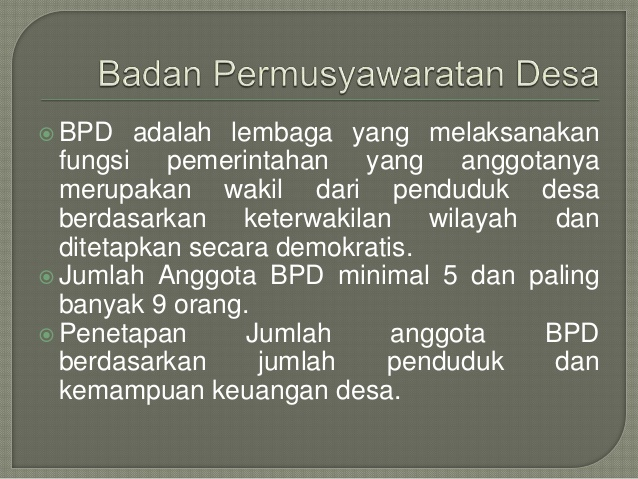 Badan Permusyawaratan Desa
BPD adalah lembaga yang melaksanakan
fungsi pemerintahan yang anggotanya
merupakan wakil dari penduduk desa
berdasarkan keterwakilan wilayah dan
ditetapkan secara demokratis.
Jumlah Anggota BPD minimal 5 dan paling
banyak 9 orang.
Penetapan Jumlah anggota BPD
berdasarkan jumlah penduduk dan
kemampuan keuangan desa.